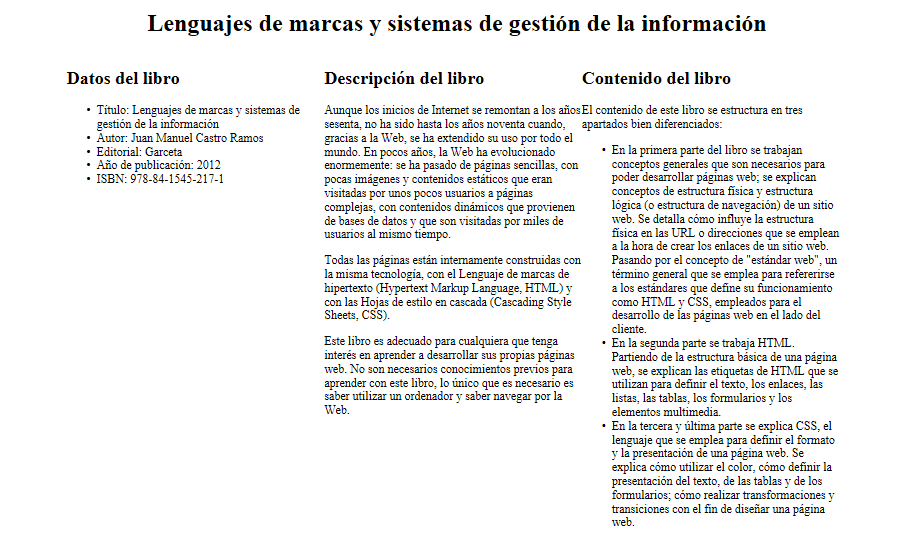 Lenguajes de marcas y sistemas de gestión de la información
Datos del libro
• Título: Lenguajes de marcas y sistemas de
gestión de la información
• Autor: Juan Manuel Castro Ramos
• Editorial: Garceta
• Año de publicación: 2012
• ISBN: 978-84-1545-217-1
Descripción del libro
Aunque los inicios de Internet se remontan a los años
sesenta, no ha sido hasta los años noventa cuando,
gracias a la Web, se ha extendido su uso por todo el
mundo. En pocos años, la Web ha evolucionado
enormemente: se ha pasado de páginas sencillas, con
pocas imágenes y contenidos estáticos que eran
visitadas por unos pocos usuarios a páginas
complejas, con contenidos dinámicos que provienen
de bases de datos y que son visitadas por miles de
usuarios al mismo tiempo.
Todas las páginas están internamente construidas con
la misma tecnología, con el Lenguaje de marcas de
hipertexto (Hypertext Markup Language, HTML) y
con las Hojas de estilo en cascada (Cascading Style
Sheets, CSS).
Este libro es adecuado para cualquiera que tenga
interés en aprender a desarrollar sus propias páginas
web. No son necesarios conocimientos previos para
aprender con este libro, lo único que es necesario es
saber utilizar un ordenador y saber navegar por la
Web.
Contenido del libro
El contenido de este libro se estructura en tres
apartados bien diferenciados:
• En la primera parte del libro se trabajan
conceptos generales que son necesarios para
poder desarrollar páginas web; se explican
conceptos de estructura física y estructura
lógica (o estructura de navegación) de un sitio
web. Se detalla cómo influye la estructura
física en las URL o direcciones que se emplean
a la hora de crear los enlaces de un sitio web.
Pasando por el concepto de "estándar web", un
término general que se emplea para refererirse
a los estándares que define su funcionamiento
como HTML y CSS, empleados para el
desarrollo de las páginas web en el lado del
cliente.
• En la segunda parte se trabaja HTML.
Partiendo de la estructura básica de una página
web, se explican las etiquetas de HTML que se
utilizan para definir el texto, los enlaces, las
listas, las tablas, los formularios y los
elementos multimedia.
• En la tercera y última parte se explica CSS, el
lenguaje que se emplea para definir el formato
y la presentación de una página web. Se
explica cómo utilizar el color, cómo definir la
presentación del texto, de las tablas y de los
formularios; cómo realizar transformaciones y
transiciones con el fin de diseñar una página
web.